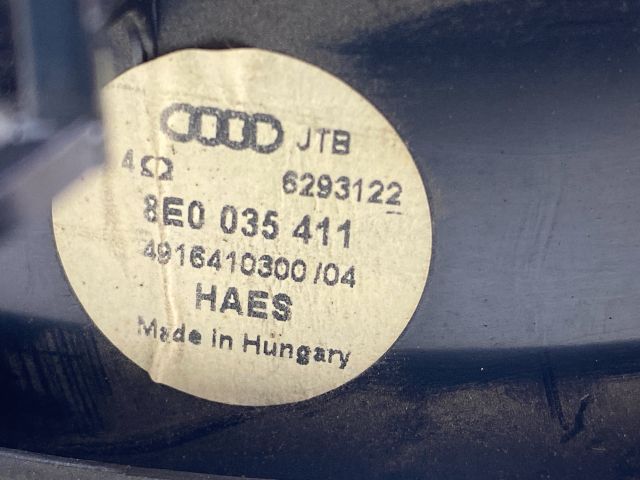 JTB
4Ω 6293122
8E0 035 411
4916410300/04
HAES
Made in Hungary